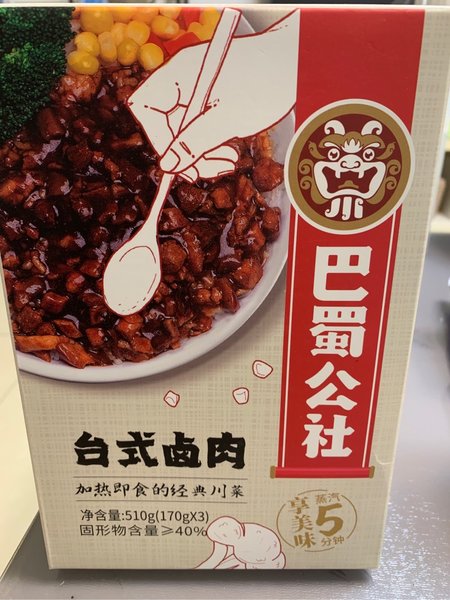 川
巴蜀公社
台式卤肉
加热即食的经典川菜
净含量:510g(170gX3)
固形物含量≥40%
享美味
蒸汽
5
分钟